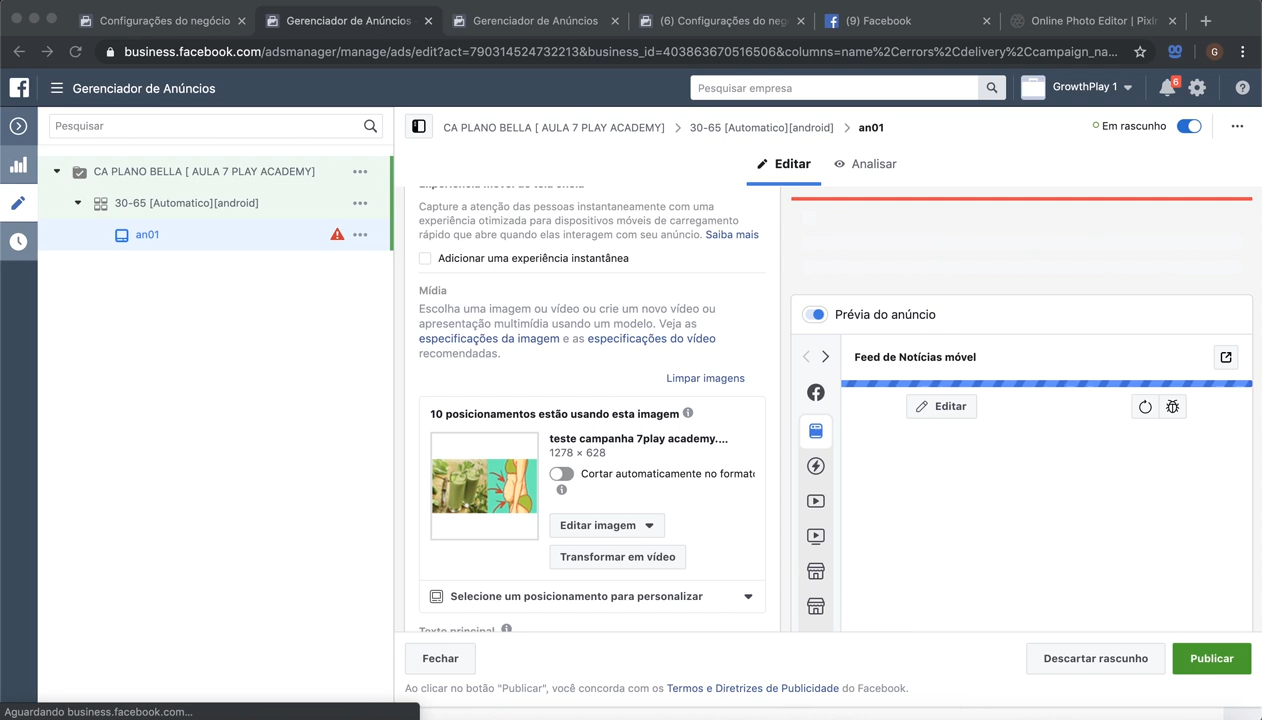 Configurações do negócio
Gerenciador de Anúncios
Gerenciador de Anúncios
(6) Configurações do neg
(9) Facebook
Online Photo Editor | Pixlr
business.facebook.com/adsmanager/manage/ads/edit?act=790314524732213&business_id=403863670516506&columns=name%2Cerrors%2Cdelivery%2Ccampaign_na...
G
Gerenciador de Anúncios
Pesquisar empresa
GrowthPlay 1
6
Pesquisar
CA PLANO BELLA [ AULA 7 PLAY ACADEMY]
30-65 [Automatico][android]
an01
CA PLANO BELLA [ AULA 7 PLAY ACADEMY]
30-65 [Automatico][android]
an01
Em rascunho
Editar
Analisar
Capture a atenção das pessoas instantaneamente com uma
experiência otimizada para dispositivos móveis de carregamento
rápido que abre quando elas interagem com seu anúncio. Saiba mais
Adicionar uma experiência instantânea
Mídia
Escolha uma imagem ou vídeo ou crie um novo vídeo ou
apresentação multimídia usando um modelo. Veja as
especificações da imagem e as especificações do vídeo
recomendadas.
Limpar imagens
10 posicionamentos estão usando esta imagem
teste campanha 7play academy....
1278 × 628
Cortar automaticamente no formato
Editar imagem
Transformar em vídeo
Selecione um posicionamento para personalizar
Texto principal
Prévia do anúncio
Feed de Notícias móvel
Editar
Fechar
Descartar rascunho
Publicar
Ao clicar no botão "Publicar", você concorda com os Termos e Diretrizes de Publicidade do Facebook.
Aguardando business.facebook.com...